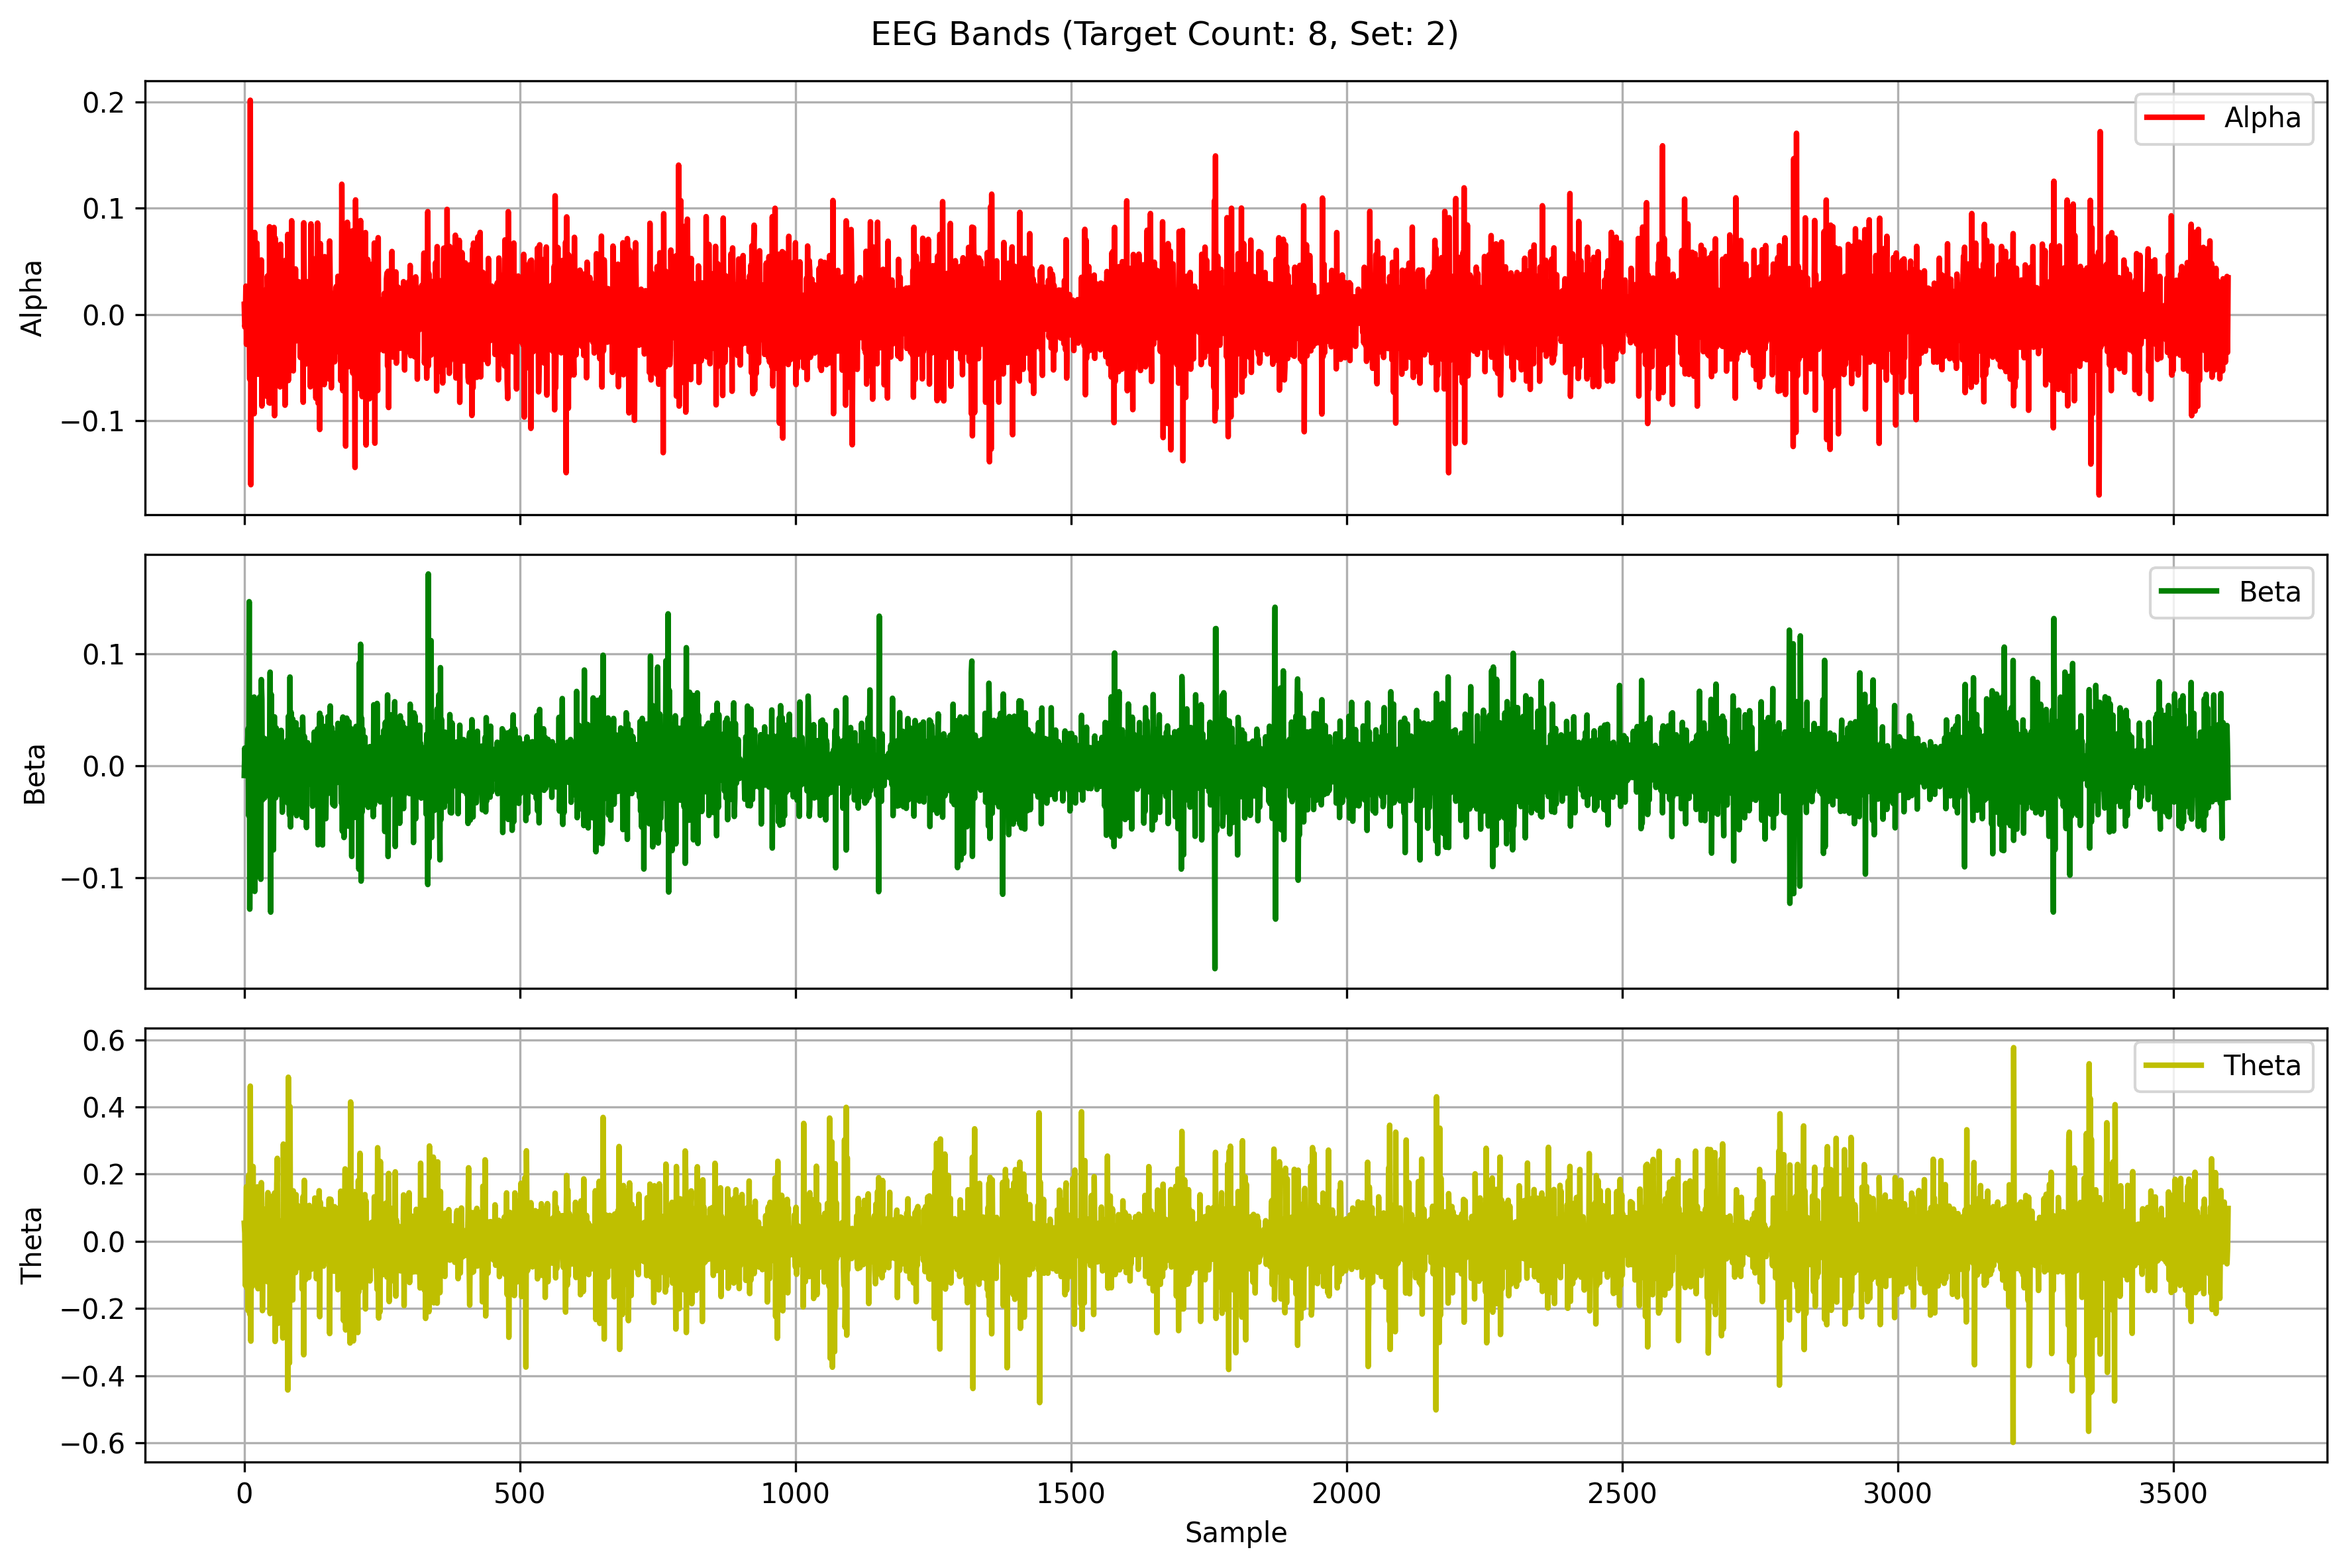 EEG Bands (Target Count: 8, Set: 2)
0.2
0.1
0.0
−0.1
Alpha
Alpha
0.1
0.0
−0.1
Beta
Beta
0.6
0.4
0.2
0.0
−0.2
−0.4
−0.6
Theta
Theta
0 500 1000 1500 2000 2500 3000 3500
Sample